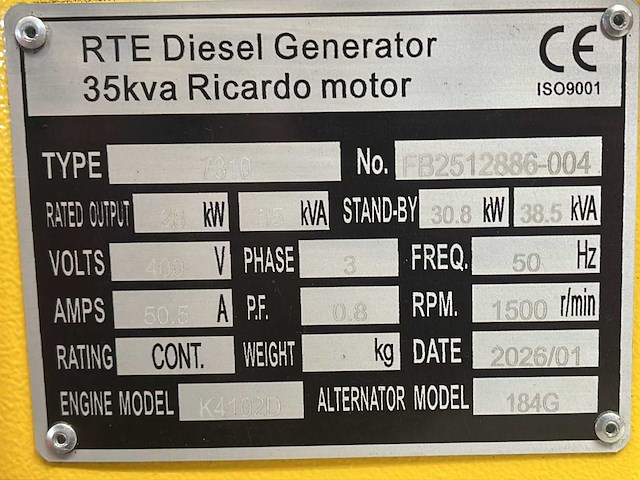 RTE Diesel Generator CE
35kva Ricardo motor ISO9001
TYPE 7310 No. FB2512886-004
RATED OUTPUT 28 kW kVA STAND-BY 30.8 kW 38.5 kVA
VOLTS 400 V PHASE 3 FREQ. 50 Hz
AMPS 50.5 A P.F. 0.8 RPM. 1500 r/min
RATING CONT. WEIGHT kg DATE 2026/01
ENGINE MODEL K4102D ALTERNATOR MODEL 184G